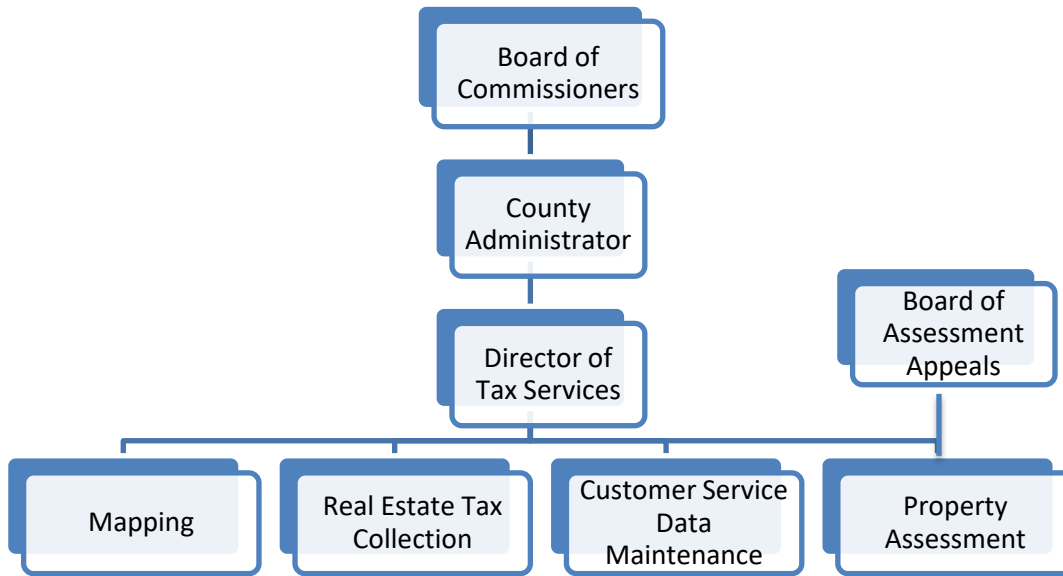 Board of
Commissioners
County
Administrator
Director of
Tax Services
Board of
Assessment
Appeals
Mapping
Real Estate Tax
Collection
Customer Service
Data
Maintenance
Property
Assessment